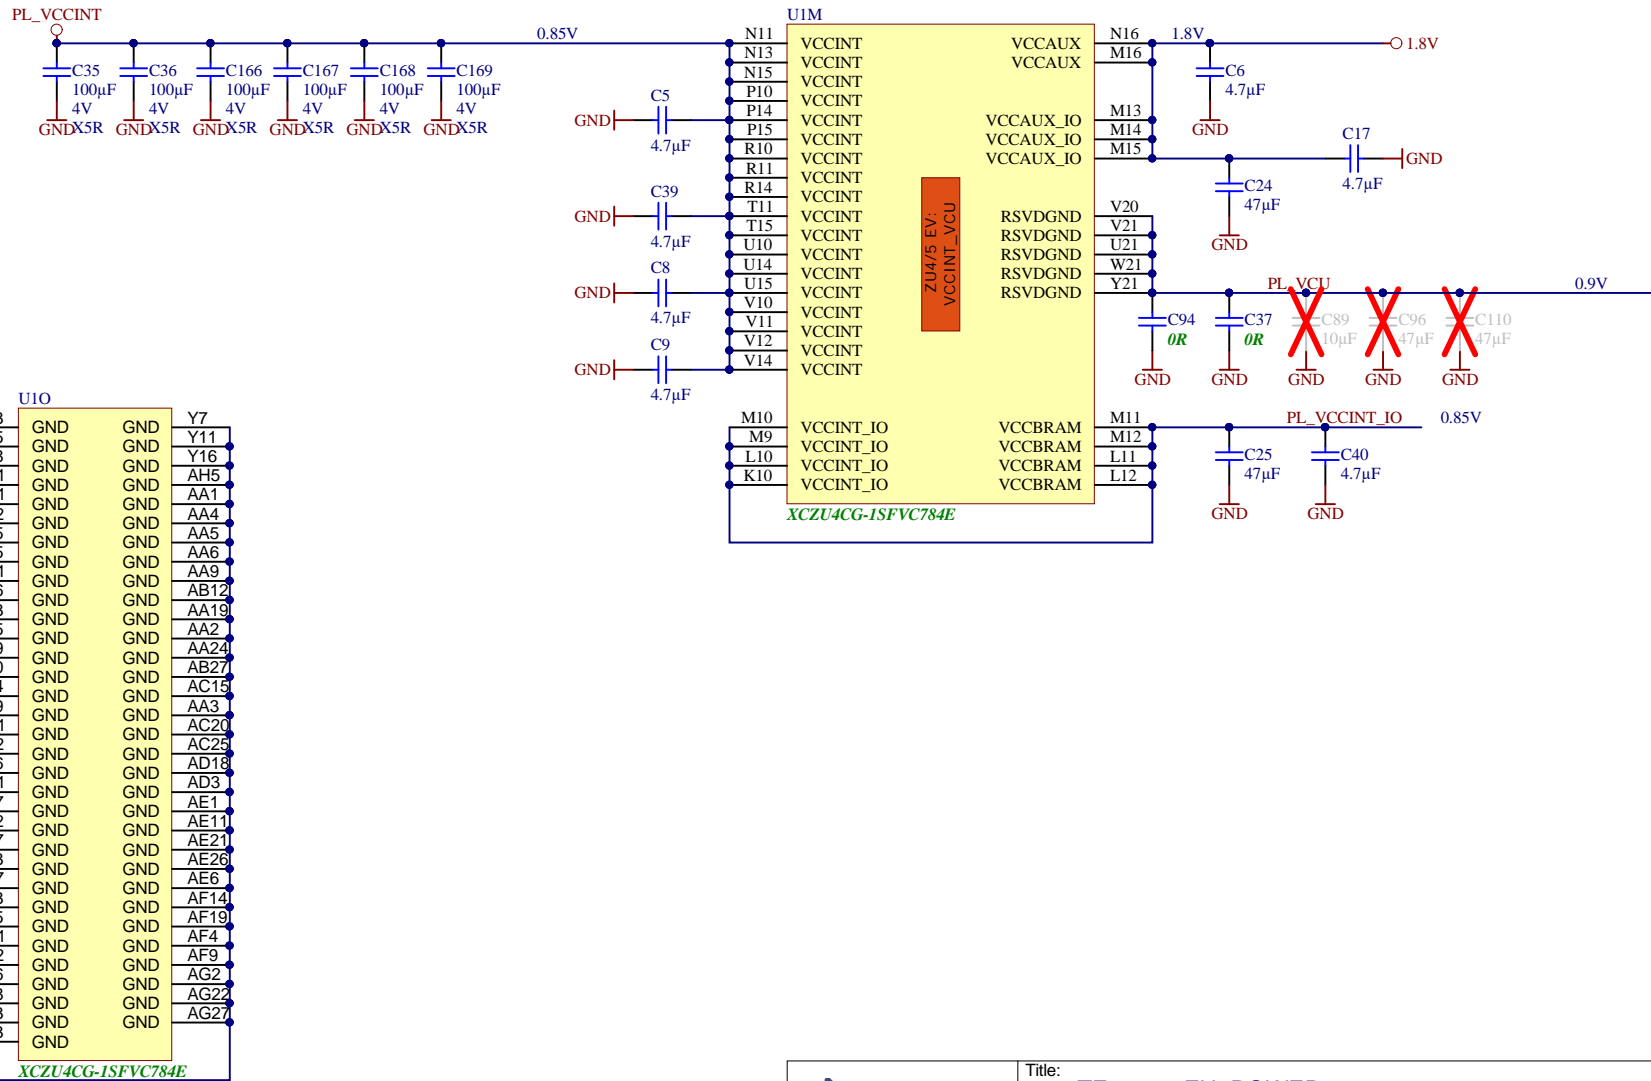 PL_VCCINT
0.85V
C35
100µF
4V
X5R
GND
C36
100µF
4V
X5R
GND
C166
100µF
4V
X5R
GND
C167
100µF
4V
X5R
GND
C168
100µF
4V
X5R
GND
C169
100µF
4V
X5R
GND
GND
C5
4.7µF
GND
C39
4.7µF
GND
C8
4.7µF
GND
C9
4.7µF
U1M
N11 VCCINT
N13 VCCINT
N15 VCCINT
P10 VCCINT
P14 VCCINT
P15 VCCINT
R10 VCCINT
R11 VCCINT
R14 VCCINT
T11 VCCINT
T15 VCCINT
U10 VCCINT
U14 VCCINT
U15 VCCINT
V10 VCCINT
V11 VCCINT
V12 VCCINT
V14 VCCINT
M10 VCCINT_IO
M9 VCCINT_IO
L10 VCCINT_IO
K10 VCCINT_IO
ZU4/5 EV:
VCCINT_VCU
VCCAUX N16
VCCAUX M16
VCCAUX_IO M13
VCCAUX_IO M14
VCCAUX_IO M15
RSVDGND V20
RSVDGND V21
RSVDGND U21
RSVDGND W21
RSVDGND Y21
VCCBRAM M11
VCCBRAM M12
VCCBRAM L11
VCCBRAM L12
XCZU4CG-1SFVC784E
1.8V
1.8V
C6
4.7µF
GND
C17
4.7µF
GND
C24
47µF
GND
PL_VCU
0.9V
C94
0R
GND
C37
0R
GND
C89
10µF
GND
C96
47µF
GND
C110
47µF
GND
PL_VCCINT_IO
0.85V
C25
47µF
GND
C40
4.7µF
GND
U1O
GND GND Y7
GND GND Y11
GND GND Y16
GND GND AH5
GND GND AA1
GND GND AA4
GND GND AA5
GND GND AA6
GND GND AA9
GND GND AB12
GND GND AA19
GND GND AA2
GND GND AA24
GND GND AB27
GND GND AC15
GND GND AA3
GND GND AC20
GND GND AC25
GND GND AD18
GND GND AD3
GND GND AE1
GND GND AE11
GND GND AE21
GND GND AE26
GND GND AE6
GND GND AF14
GND GND AF19
GND GND AF4
GND GND AF9
GND GND AG2
GND GND AG22
GND GND AG27
GND
XCZU4CG-1SFVC784E
Title: